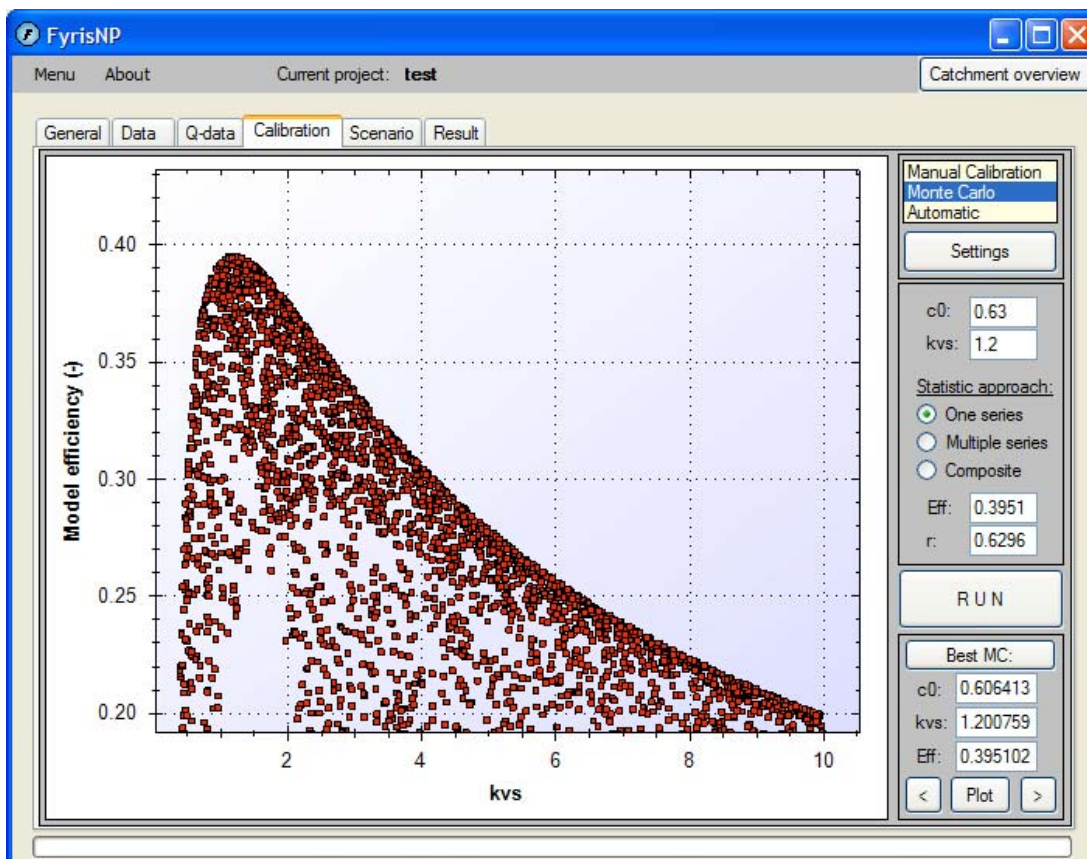 FyrisNP
Menu About Current project: test Catchment overview
General Data Q-data Calibration Scenario Result
Manual Calibration
Monte Carlo
Automatic
Settings
c0: 0.63
kvs: 1.2
Statistic approach:
One series
Multiple series
Composite
Eff: 0.3951
r: 0.6296
R U N
Best MC:
c0: 0.606413
kvs: 1.200759
Eff: 0.395102
< Plot >
Model efficiency (-)
0.40
0.35
0.30
0.25
0.20
2 4 6 8 10
kvs